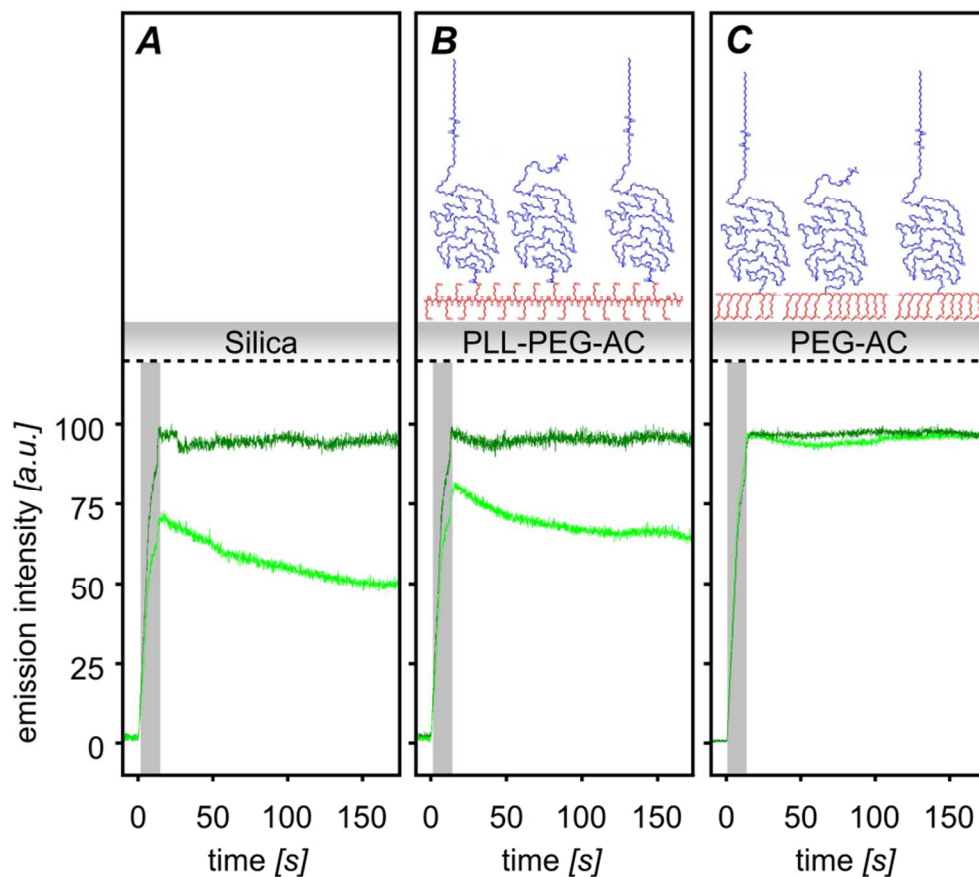 A
B
C
Silica
PLL-PEG-AC
PEG-AC
emission intensity [a.u.]
100
75
50
25
0
0 50 100 150
0 50 100 150
0 50 100 150
time [s]
time [s]
time [s]